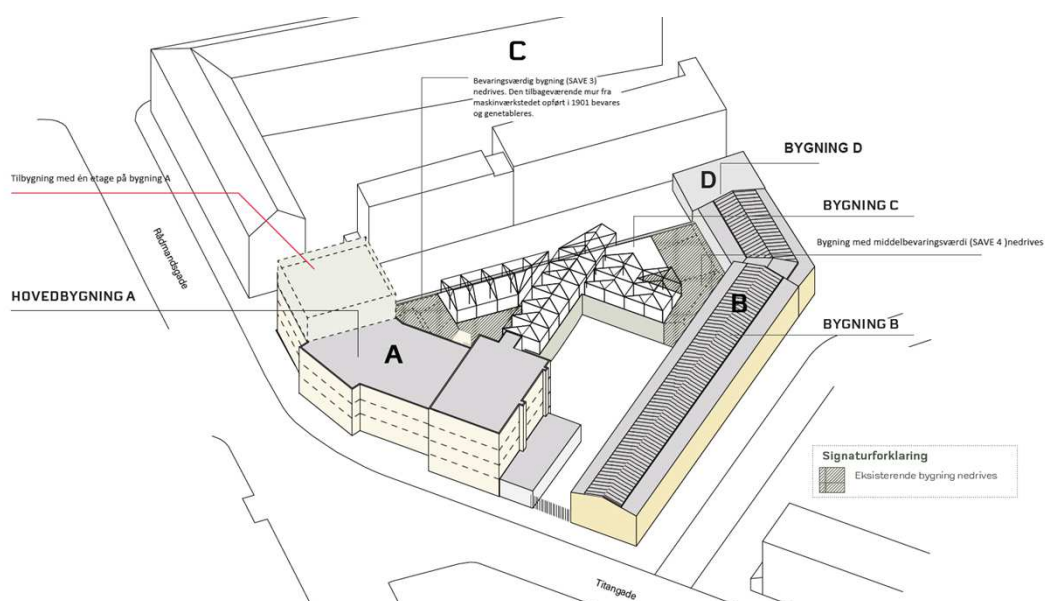 C
Bevaringsværdig bygning (SAVE 3)
nedrives. Den tilbageværende mur fra
maskinværkstedet opført i 1901 bevares
og genetableres.
BYGNING D
Tilbygning med én etage på bygning A
D
BYGNING C
Bygning med middelbevaringsværdi (SAVE 4 )nedrives
Rådmandsgade
HOVEDBYGNING A
B
BYGNING B
A
Signaturforklaring
Eksisterende bygning nedrives
Titangade